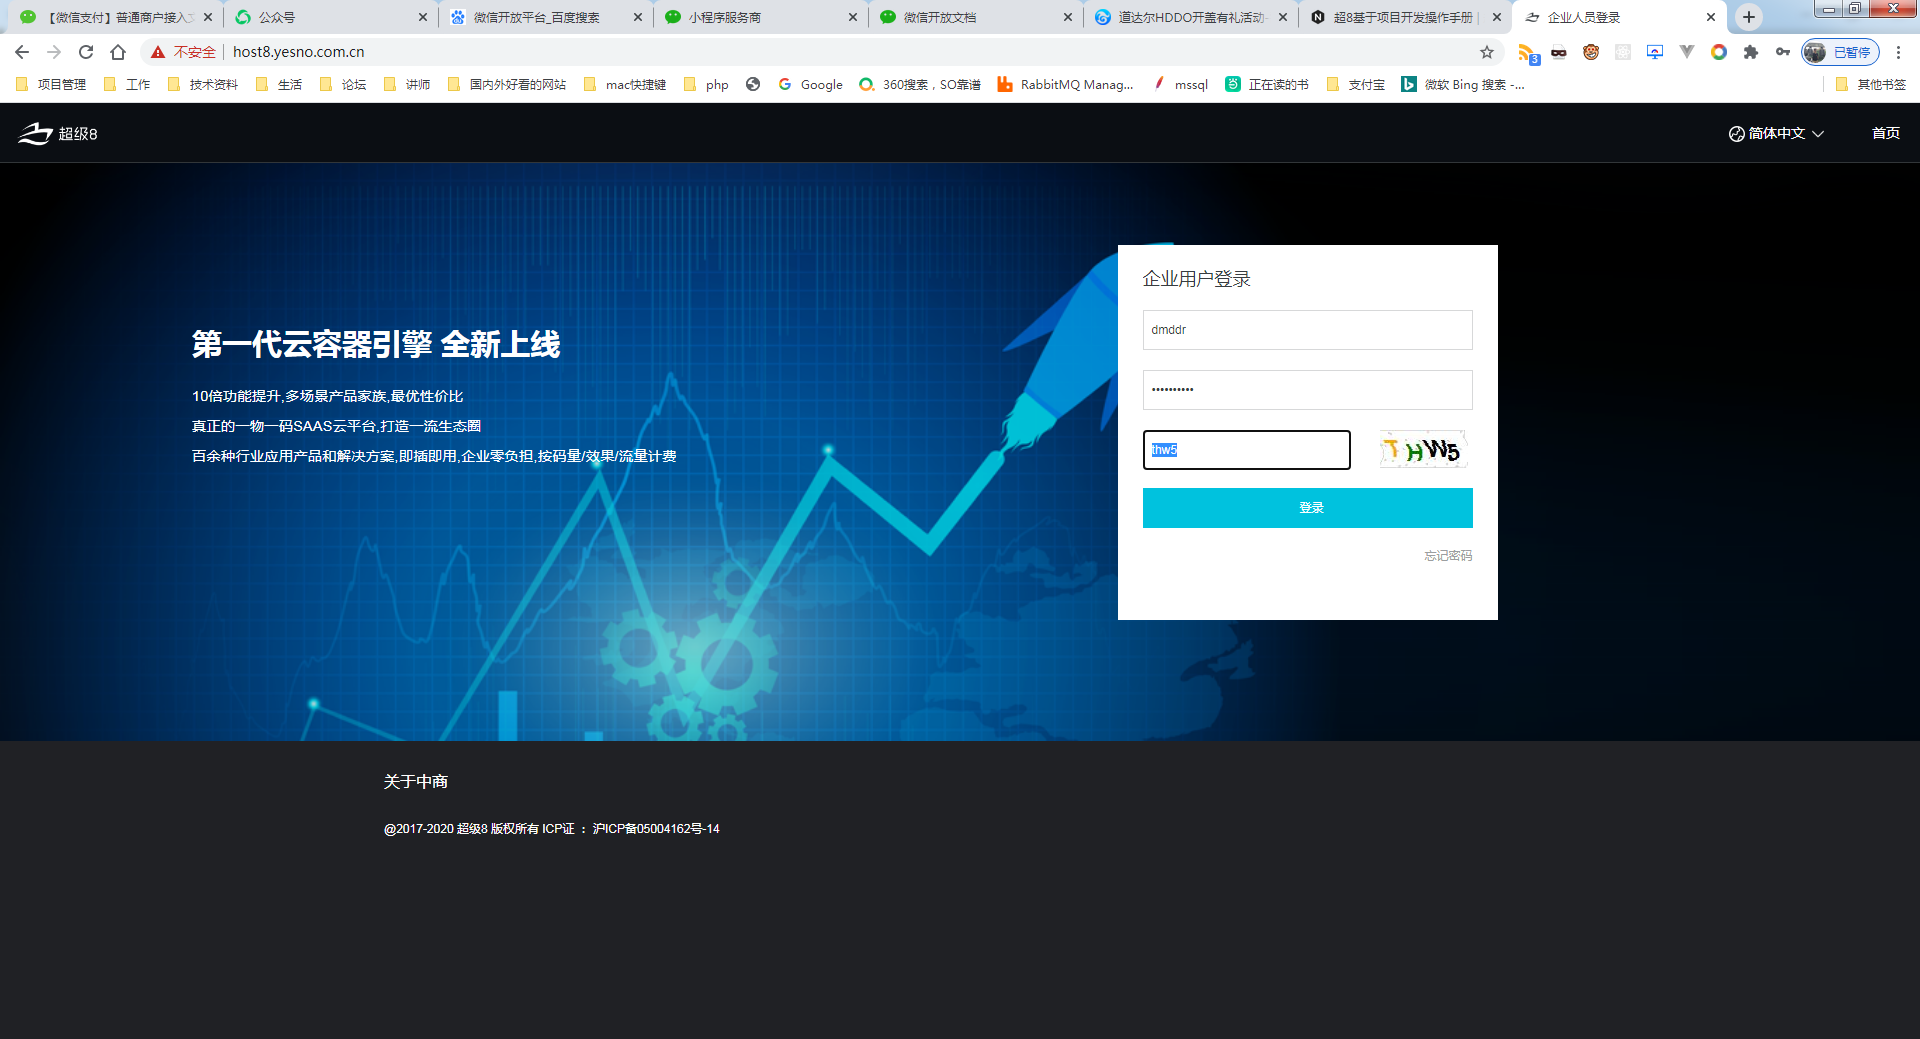 【微信支付】普通商户接入文
公众号
微信开放平台_百度搜索
小程序服务商
微信开放文档
道达尔HDDO开盖有礼活动-
超8基于项目开发操作手册 |
企业人员登录
不安全 | host8.yesno.com.cn
3
已暂停
项目管理 工作 技术资料 生活 论坛 讲师 国内外好看的网站 mac快捷键 php Google 360搜索，SO靠谱 RabbitMQ Manag... mssql 正在读的书 支付宝 微软 Bing 搜索 -... 其他书签
超级8
简体中文 首页
第一代云容器引擎 全新上线
10倍功能提升,多场景产品家族,最优性价比
真正的一物一码SAAS云平台,打造一流生态圈
百余种行业应用产品和解决方案,即插即用,企业零负担,按码量/效果/流量计费
企业用户登录
dmddr
••••••••••
thw5 THW5
登录
忘记密码
关于中商
@2017-2020 超级8 版权所有 ICP证 ： 沪ICP备05004162号-14